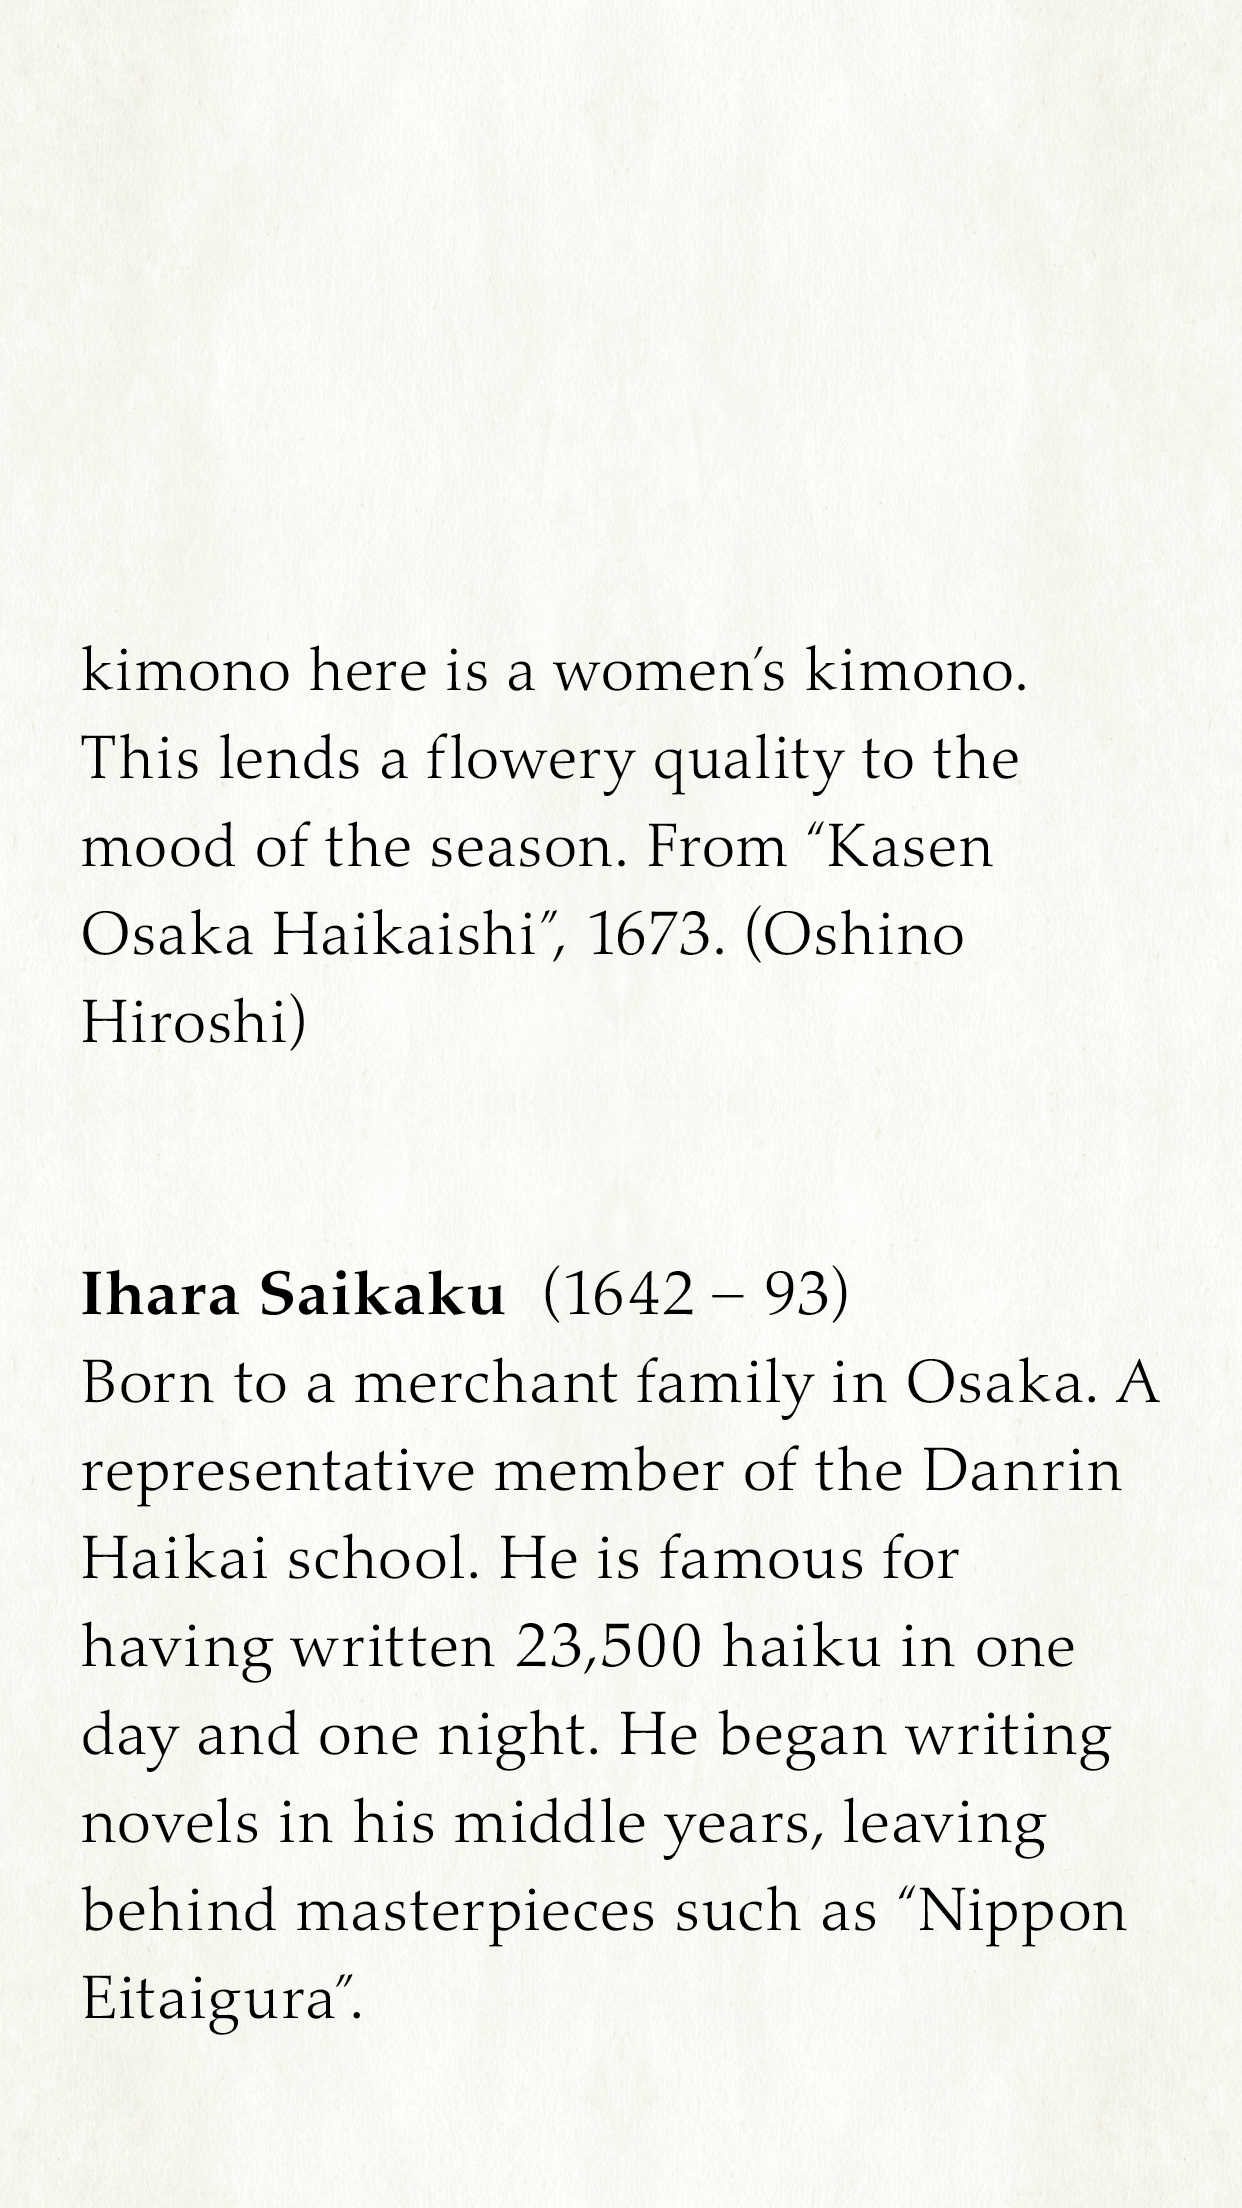 kimono here is a women’s kimono.
This lends a flowery quality to the
mood of the season. From “Kasen
Osaka Haikaishi”, 1673. (Oshino
Hiroshi)
Ihara Saikaku (1642 – 93)
Born to a merchant family in Osaka. A
representative member of the Danrin
Haikai school. He is famous for
having written 23,500 haiku in one
day and one night. He began writing
novels in his middle years, leaving
behind masterpieces such as “Nippon
Eitaigura”.